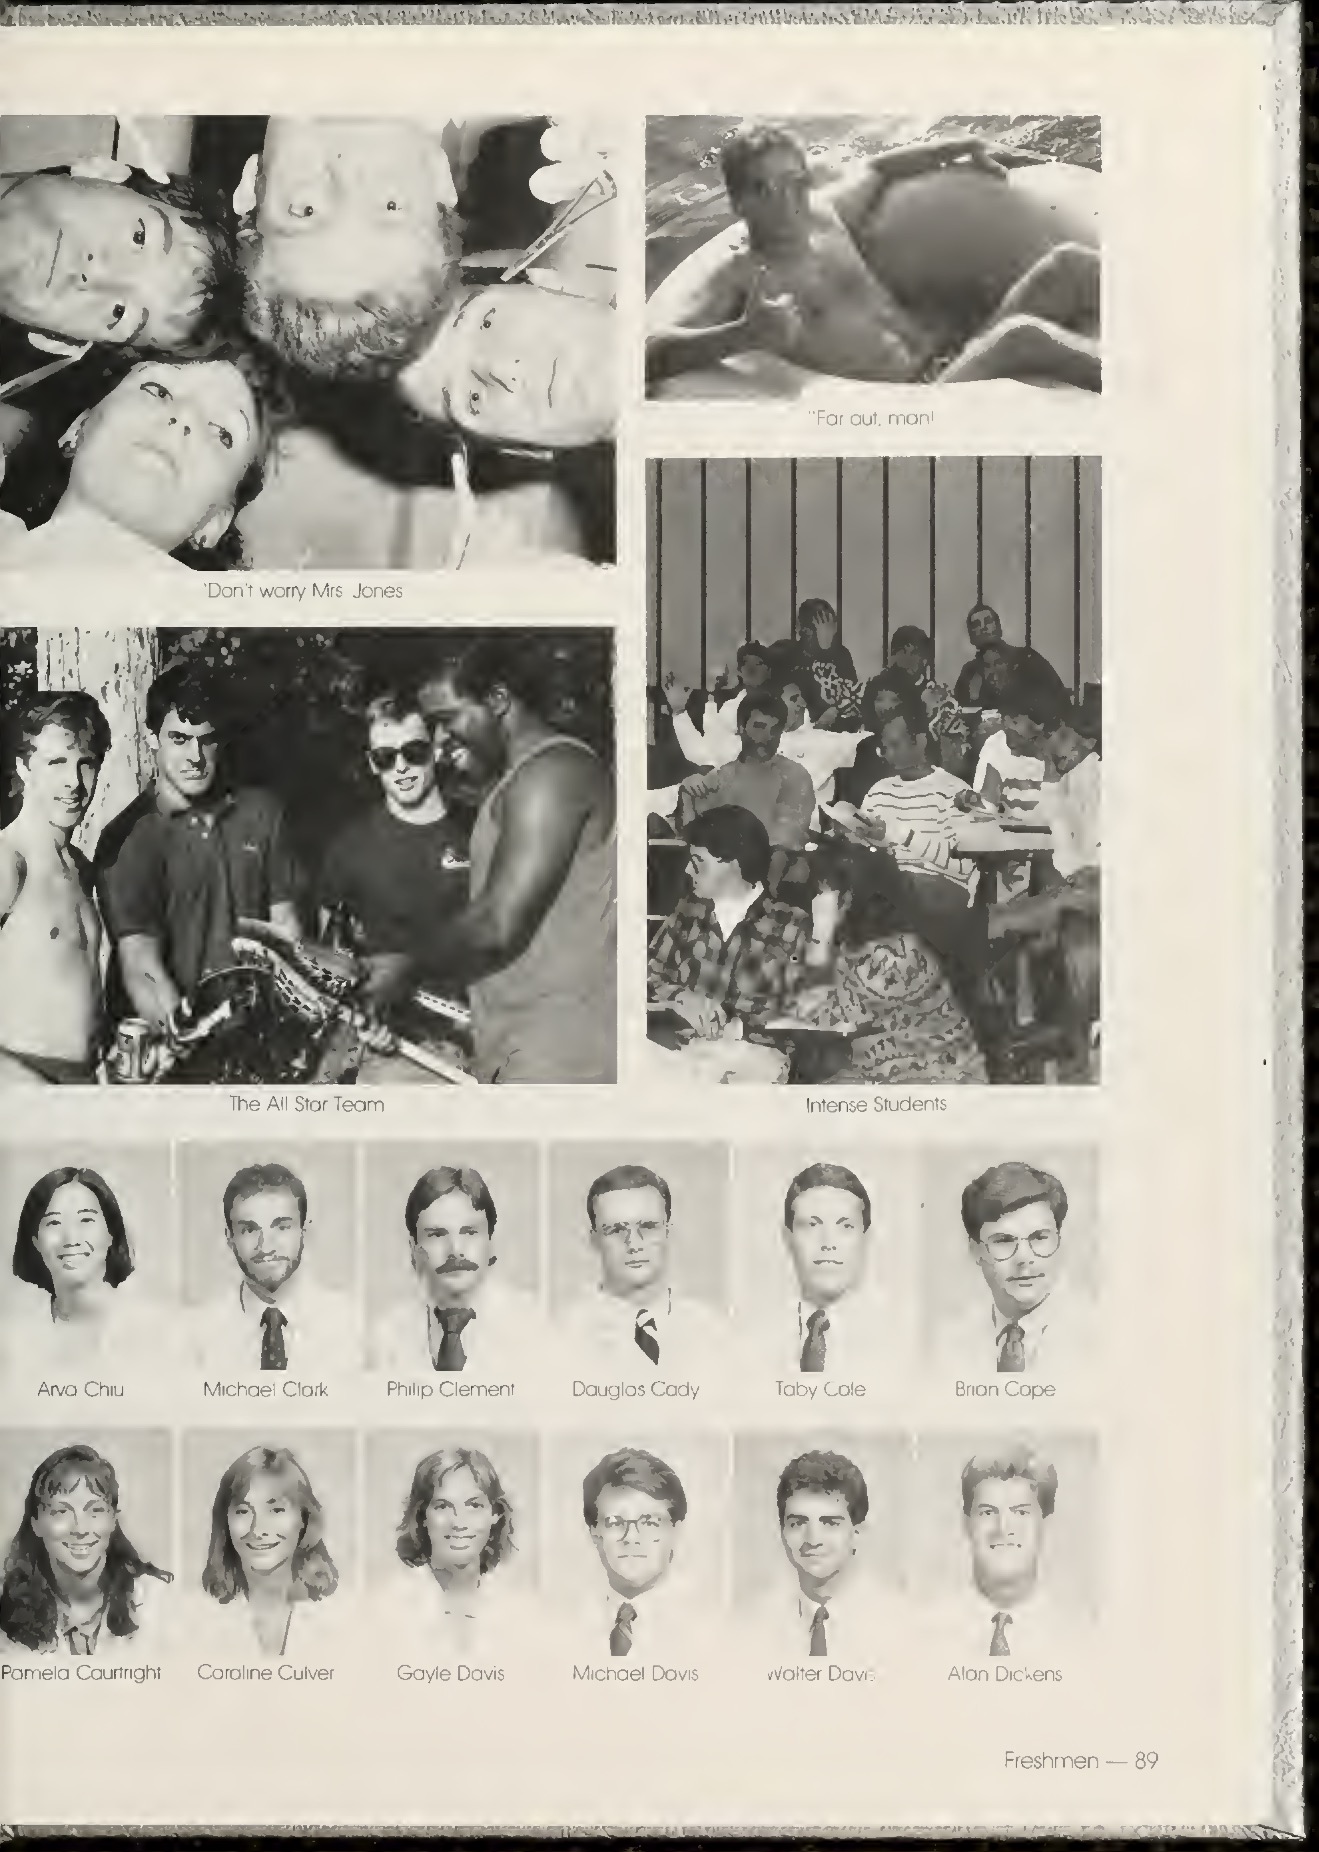 "Far out, man!
'Don't worry Mrs Jones
The All Star Team
Intense Students
Arva Chiu
Michael Clark
Philip Clement
Douglas Cady
Toby Cole
Brian Cope
Pamela Courtright
Caroline Culver
Gayle Davis
Michael Davis
Walter Davis
Alan Dickens
Freshmen — 89